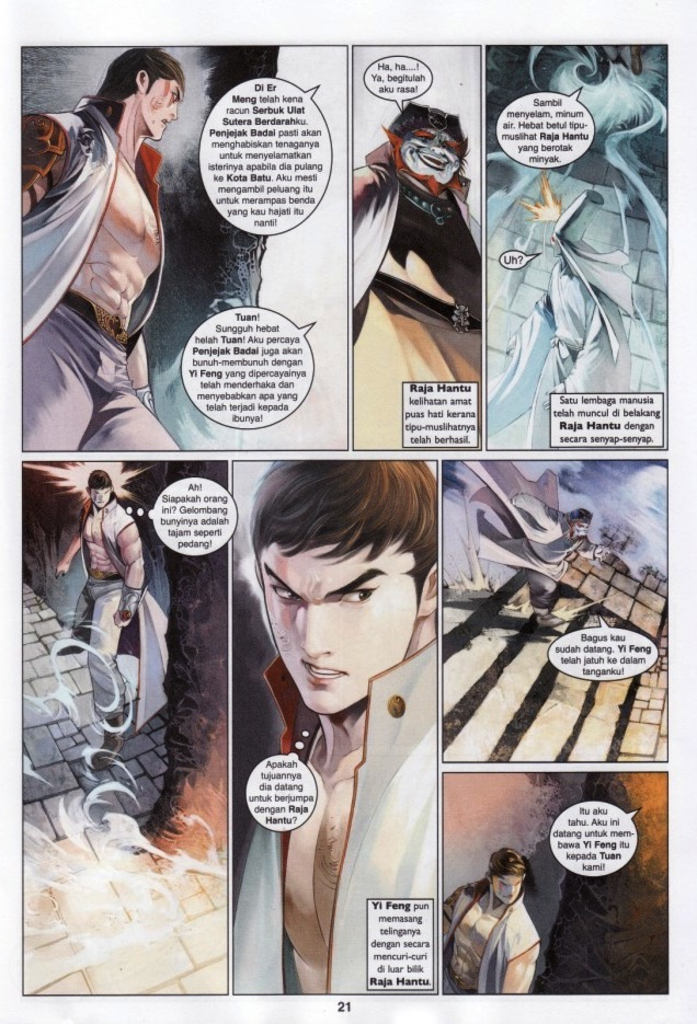 Di Er
Meng telah kena
racun Serbuk Ulat
Sutera Berdarahku.
Penjejak Badai pasti akan
menghabiskan tenaganya
untuk menyelamatkan
isterinya apabila dia pulang
ke Kota Batu. Aku mesti
mengambil peluang itu
untuk merampas benda
yang kau hajati itu
nanti!
Tuan!
Sungguh hebat
helah Tuan! Aku percaya
Penjejak Badai juga akan
bunuh-membunuh dengan
Yi Feng yang dipercayainya
telah menderhaka dan
menyebabkan apa yang
telah terjadi kepada
ibunya!
Ha, ha....!
Ya, begitulah
aku rasa!
Raja Hantu
kelihatan amat
puas hati kerana
tipu-muslihatnya
telah berhasil.
Sambil
menyelam, minum
air. Hebat betul tipu-
muslihat Raja Hantu
yang berotak
minyak.
Uh?
Satu lembaga manusia
telah muncul di belakang
Raja Hantu dengan
secara senyap-senyap.
Ah!
Siapakah orang
ini? Gelombang
bunyinya adalah
tajam seperti
pedang!
Apakah
tujuannya
dia datang
untuk berjumpa
dengan Raja
Hantu?
Yi Feng pun
memasang
telinganya
dengan secara
mencuri-curi
di luar bilik
Raja Hantu.
Bagus kau
sudah datang. Yi Feng
telah jatuh ke dalam
tanganku!
Itu aku
tahu. Aku ini
datang untuk mem-
bawa Yi Feng itu
kepada Tuan
kami!
21